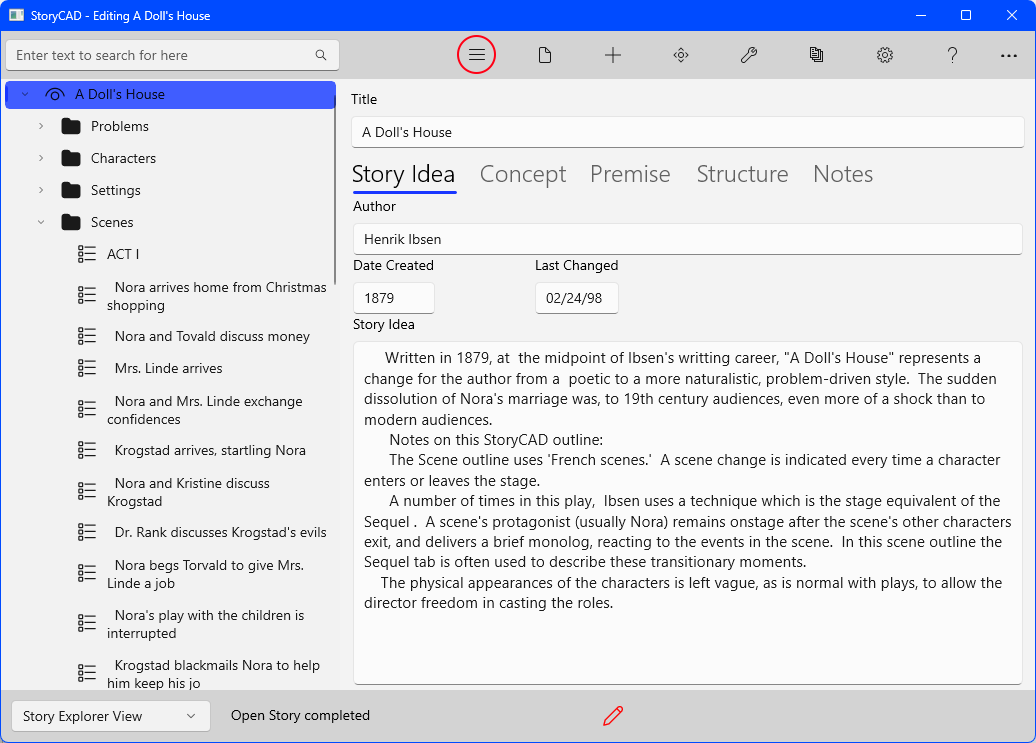 StoryCAD - Editing A Doll's House
Enter text to search for here
A Doll's House
Problems
Characters
Settings
Scenes
ACT I
Nora arrives home from Christmas
shopping
Nora and Tovald discuss money
Mrs. Linde arrives
Nora and Mrs. Linde exchange
confidences
Krogstad arrives, startling Nora
Nora and Kristine discuss
Krogstad
Dr. Rank discusses Krogstad's evils
Nora begs Torvald to give Mrs.
Linde a job
Nora's play with the children is
interrupted
Krogstad blackmails Nora to help
him keep his jo
Title
A Doll's House
Story Idea Concept Premise Structure Notes
Author
Henrik Ibsen
Date Created Last Changed
1879 02/24/98
Story Idea
Written in 1879, at the midpoint of Ibsen's writting career, "A Doll's House" represents a
change for the author from a poetic to a more naturalistic, problem-driven style. The sudden
dissolution of Nora's marriage was, to 19th century audiences, even more of a shock than to
modern audiences.
Notes on this StoryCAD outline:
The Scene outline uses 'French scenes.' A scene change is indicated every time a character
enters or leaves the stage.
A number of times in this play, Ibsen uses a technique which is the stage equivalent of the
Sequel . A scene's protagonist (usually Nora) remains onstage after the scene's other characters
exit, and delivers a brief monolog, reacting to the events in the scene. In this scene outline the
Sequel tab is often used to describe these transitionary moments.
The physical appearances of the characters is left vague, as is normal with plays, to allow the
director freedom in casting the roles.
Story Explorer View
Open Story completed